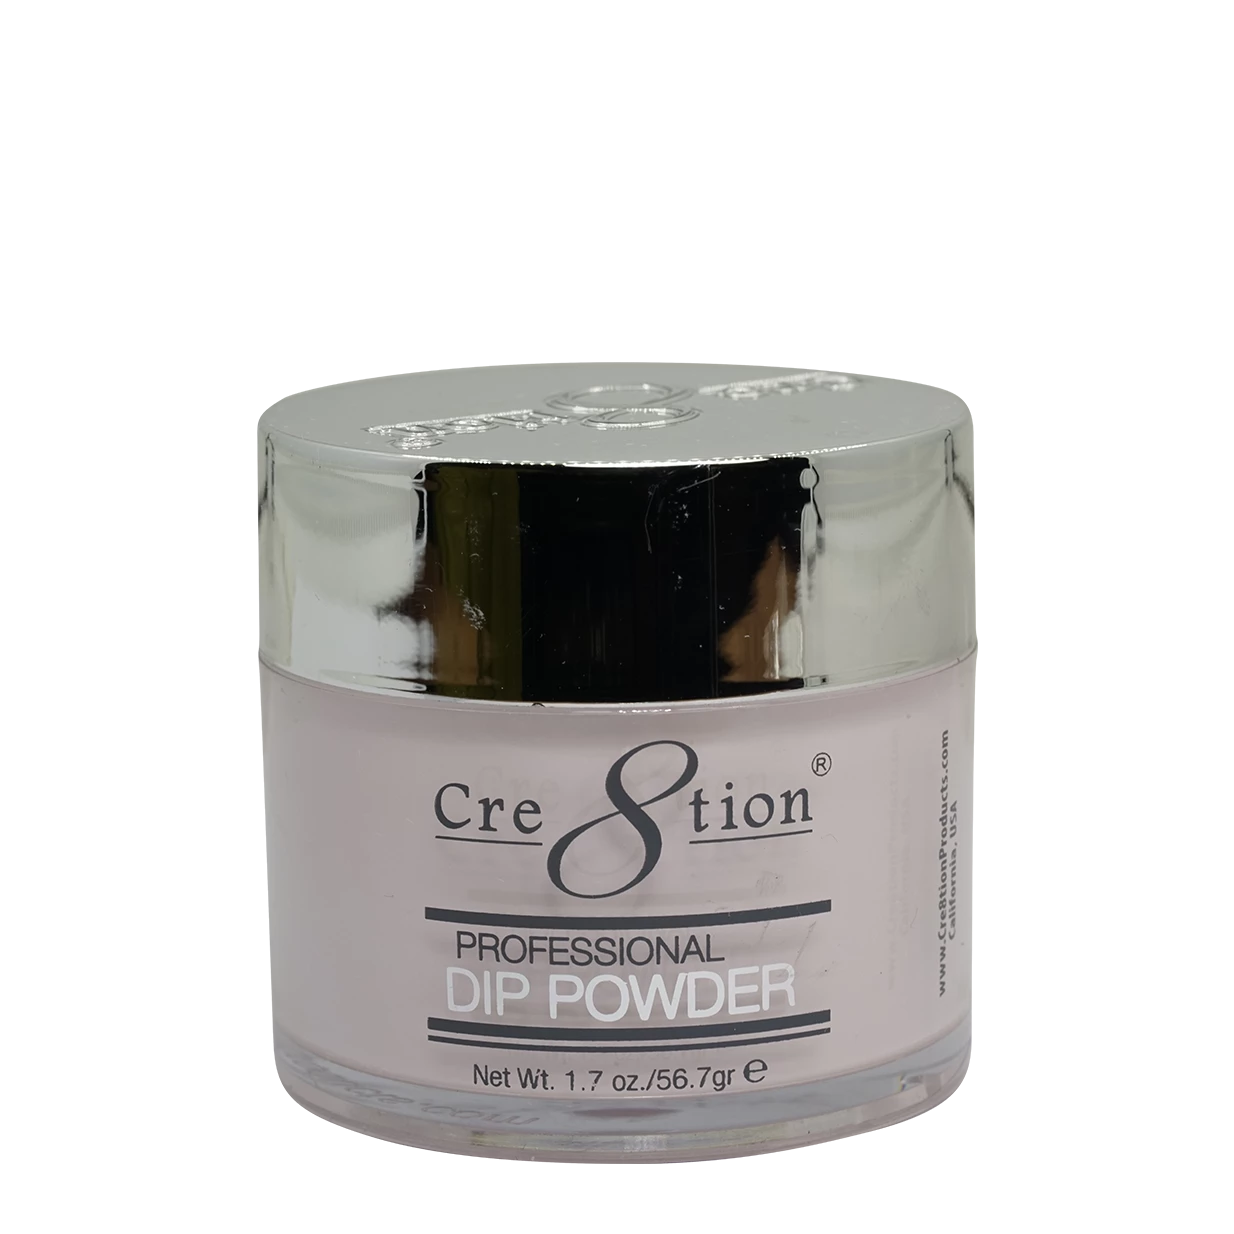 Cre8tion®
PROFESSIONAL
DIP POWDER
Net Wt. 1.7 oz./56.7gr ℮
www.Cre8tionProducts.com
California, USA